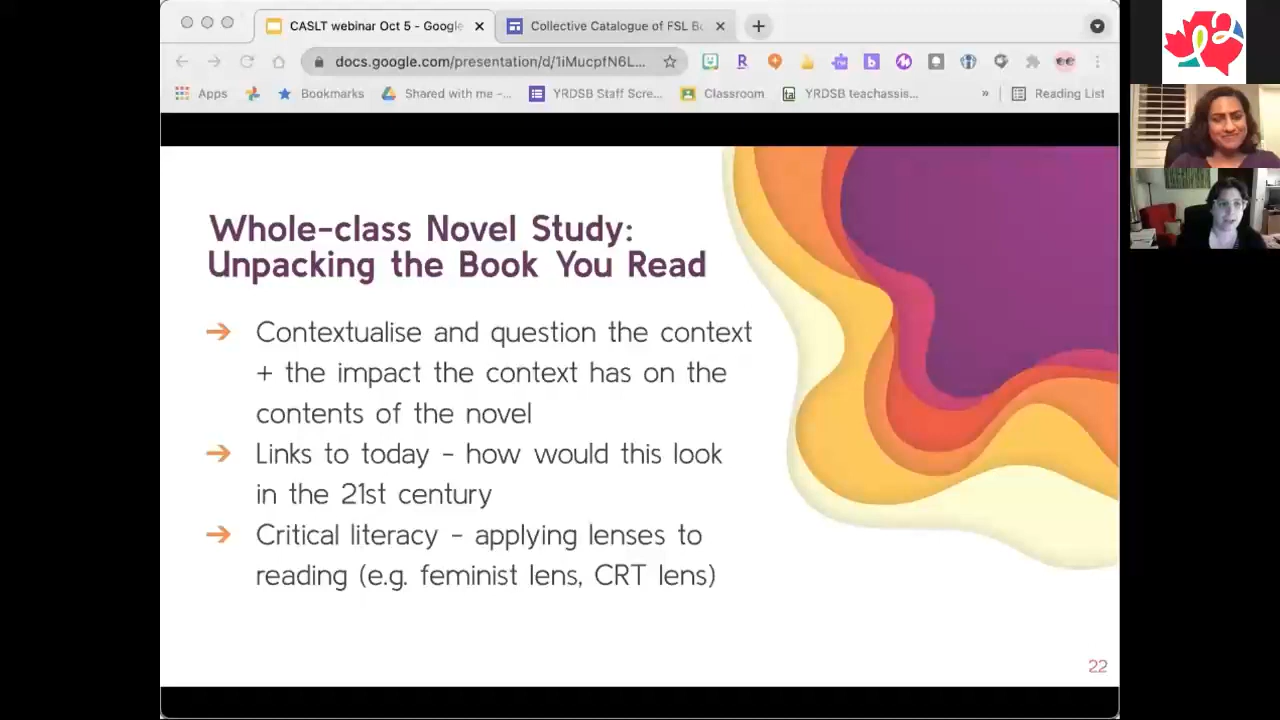 CASLT webinar Oct 5 - Google
Collective Catalogue of FSL Bo
docs.google.com/presentation/d/1iMucpfN6L...
Apps
Bookmarks
Shared with me -...
YRDSB Staff Scre...
Classroom
YRDSB teachassis...
»
Reading List
Whole-class Novel Study:
Unpacking the Book You Read
➔ Contextualise and question the context
+ the impact the context has on the
contents of the novel
➔ Links to today - how would this look
in the 21st century
➔ Critical literacy - applying lenses to
reading (e.g. feminist lens, CRT lens)
22